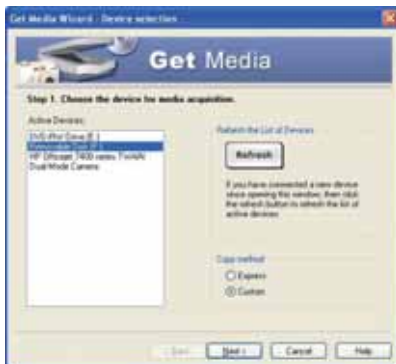 Get Media Wizard - Device selection
Get Media
Step 1. Choose the device for media acquisition.
Active Devices:
DVD-RW Drive (E:)
Removable Disk (F:)
HP Officejet 7400 series TWAIN
Dual Mode Camera
Refresh the List of Devices
Refresh
If you have connected a new device
since opening this window, then click
the refresh button to refresh the list of
active devices.
Copy method
Express
Custom
Next >
Cancel
Help